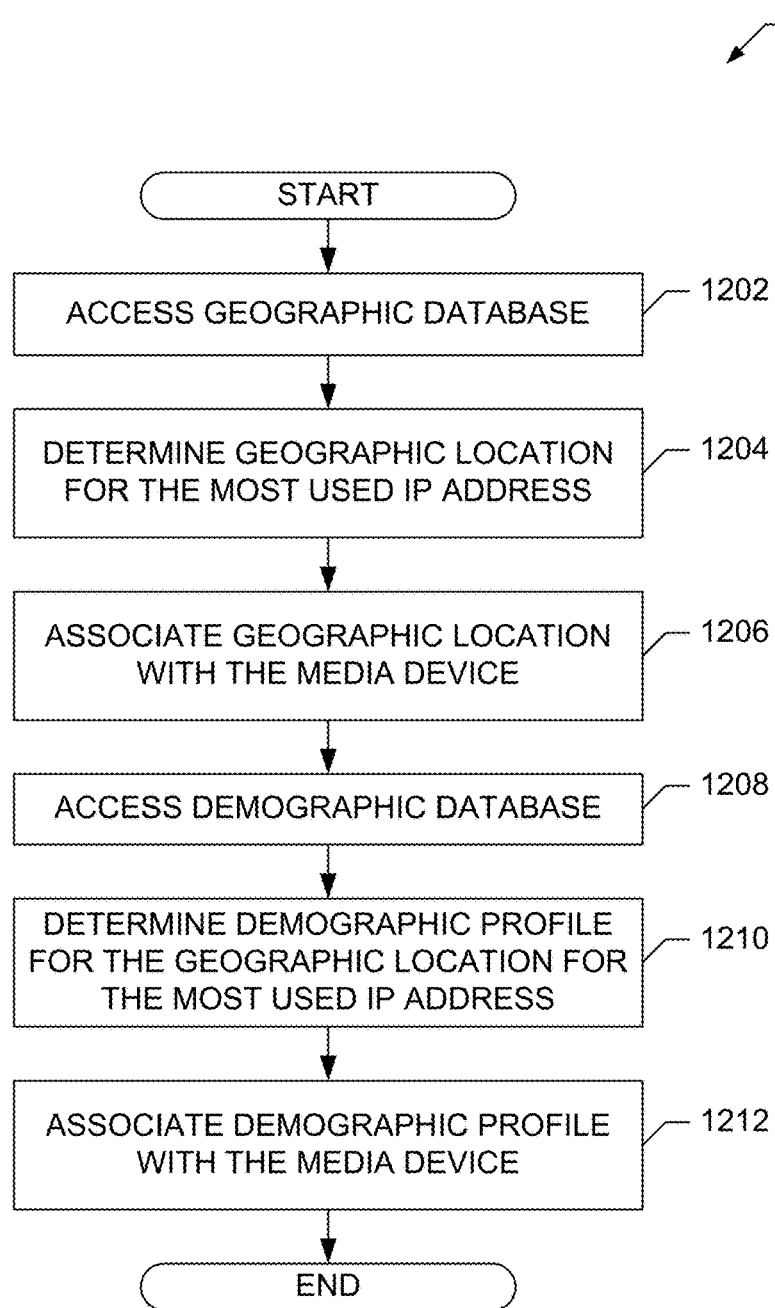 START
ACCESS GEOGRAPHIC DATABASE
1202
DETERMINE GEOGRAPHIC LOCATION
FOR THE MOST USED IP ADDRESS
1204
ASSOCIATE GEOGRAPHIC LOCATION
WITH THE MEDIA DEVICE
1206
ACCESS DEMOGRAPHIC DATABASE
1208
DETERMINE DEMOGRAPHIC PROFILE
FOR THE GEOGRAPHIC LOCATION FOR
THE MOST USED IP ADDRESS
1210
ASSOCIATE DEMOGRAPHIC PROFILE
WITH THE MEDIA DEVICE
1212
END